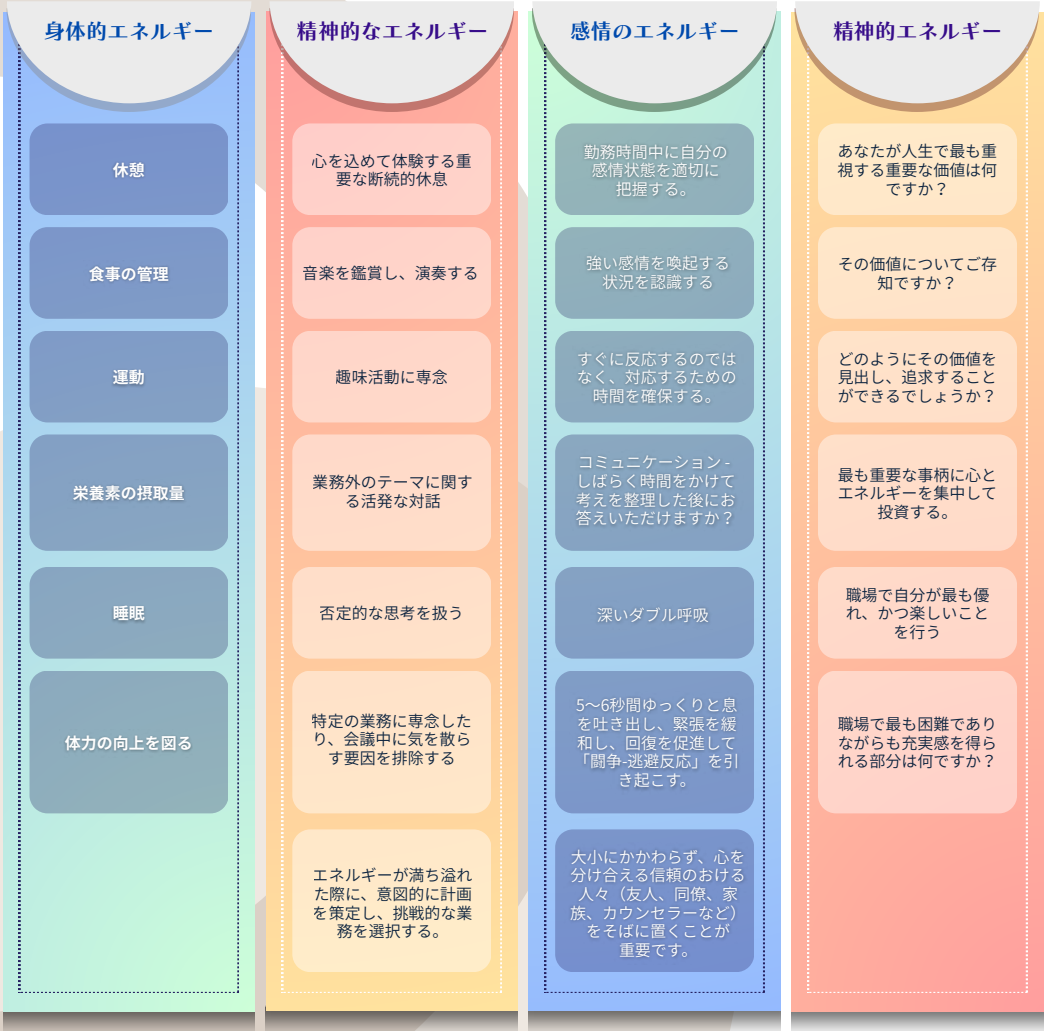 身体的エネルギー
休憩
食事の管理
運動
栄養素の摂取量
睡眠
体力の向上を図る
精神的なエネルギー
心を込めて体験する重
要な断続的休息
音楽を鑑賞し、演奏する
趣味活動に専念
業務外のテーマに関す
る活発な対話
否定的な思考を扱う
特定の業務に専念した
り、会議中に気を散ら
す要因を排除する
エネルギーが満ち溢れ
た際に、意図的に計画
を策定し、挑戦的な業
務を選択する。
感情のエネルギー
勤務時間中に自分の
感情状態を適切に
把握する。
強い感情を喚起する
状況を認識する
すぐに反応するのでは
なく、対応するための
時間を確保する。
コミュニケーション -
しばらく時間をかけて
考えを整理した後にお
答えいただけますか？
深いダブル呼吸
5～6秒間ゆっくりと息
を吐き出し、緊張を緩
和し、回復を促進して
「闘争-逃避反応」を引
き起こす。
大小にかかわらず、心を
分け合える信頼のおける
人々（友人、同僚、家
族、カウンセラーなど）
をそばに置くことが
重要です。
精神的エネルギー
あなたが人生で最も重
視する重要な価値は何
ですか？
その価値についてご存
知ですか？
どのようにその価値を
見出し、追求すること
ができるでしょうか？
最も重要な事柄に心と
エネルギーを集中して
投資する。
職場で自分が最も優
れ、かつ楽しいこと
を行う
職場で最も困難であり
ながらも充実感を得ら
れる部分は何ですか？